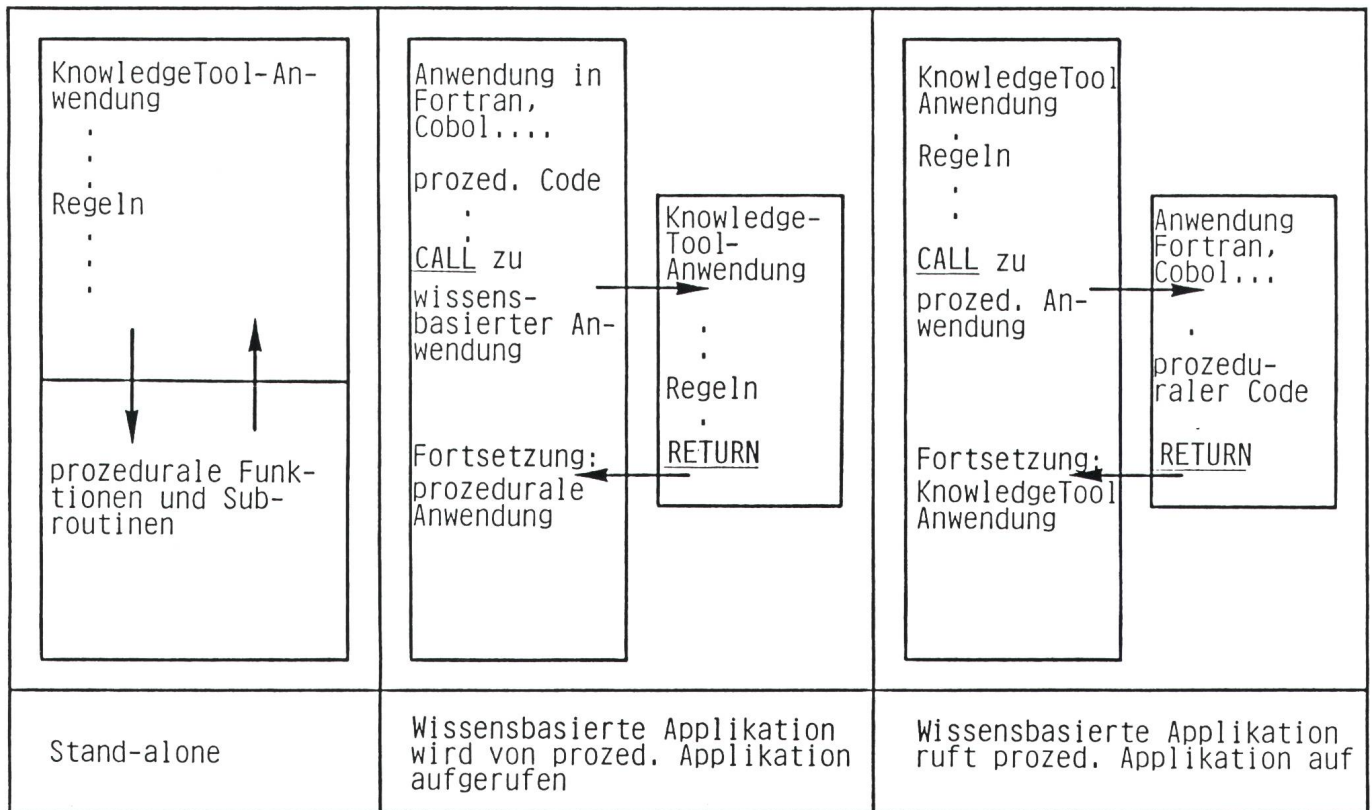 KnowledgeTool-An-
wendung
.
.
.
Regeln
.
.
.
.
prozedurale Funk-
tionen und Sub-
routinen
Stand-alone
Anwendung in
Fortran,
Cobol....
prozed. Code
.
.
CALL zu
wissens-
basierter An-
wendung
Fortsetzung:
prozedurale
Anwendung
Knowledge-
Tool-
Anwendung
.
.
Regeln
.
RETURN
Wissensbasierte Applikation
wird von prozed. Applikation
aufgerufen
KnowledgeTool
Anwendung
.
Regeln
.
.
CALL zu
prozed. An-
wendung
Fortsetzung:
KnowledgeTool
Anwendung
Anwendung
Fortran,
Cobol...
.
prozedu-
raler Code
.
RETURN
Wissensbasierte Applikation
ruft prozed. Applikation auf